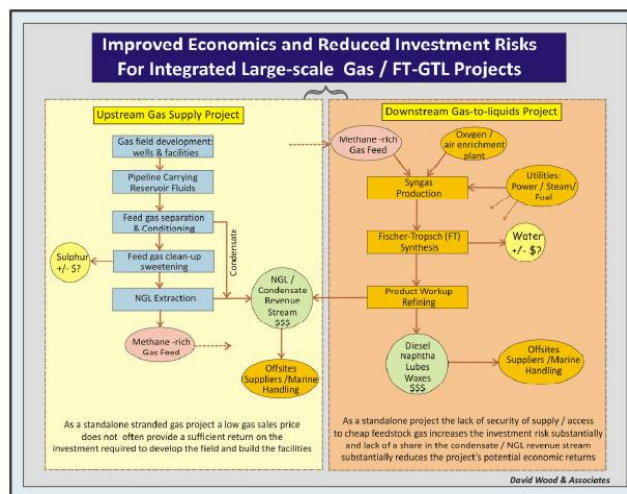 Improved Economics and Reduced Investment Risks
For Integrated Large-scale Gas / FT-GTL Projects
Upstream Gas Supply Project
Gas field development:
wells & facilities
Pipeline Carrying
Reservoir Fluids
Feed gas separation
& Conditioning
Condensate
Sulphur
+/- $?
Feed gas clean-up
sweetening
NGL Extraction
NGL /
Condensate
Revenue
Stream
$$$
Methane -rich
Gas Feed
Offsites
Suppliers /Marine
Handling
As a standalone stranded gas project a low gas sales price
does not often provide a sufficient return on the
investment required to develop the field and build the facilities
Downstream Gas-to-liquids Project
Methane -rich
Gas Feed
Oxygen /
air enrichment
plant
Syngas
Production
Utilities:
Power / Steam/
Fuel
Fischer-Tropsch (FT)
Synthesis
Water
+/- $?
Product Workup
Refining
Diesel
Naphtha
Lubes
Waxes
$$$
Offsites
Suppliers/Marine
Handling
As a standalone project the lack of security of supply / access
to cheap feedstock gas increases the investment risk substantially
and lack of a share in the condensate / NGL revenue stream
substantially reduces the project's potential economic returns
David Wood & Associates